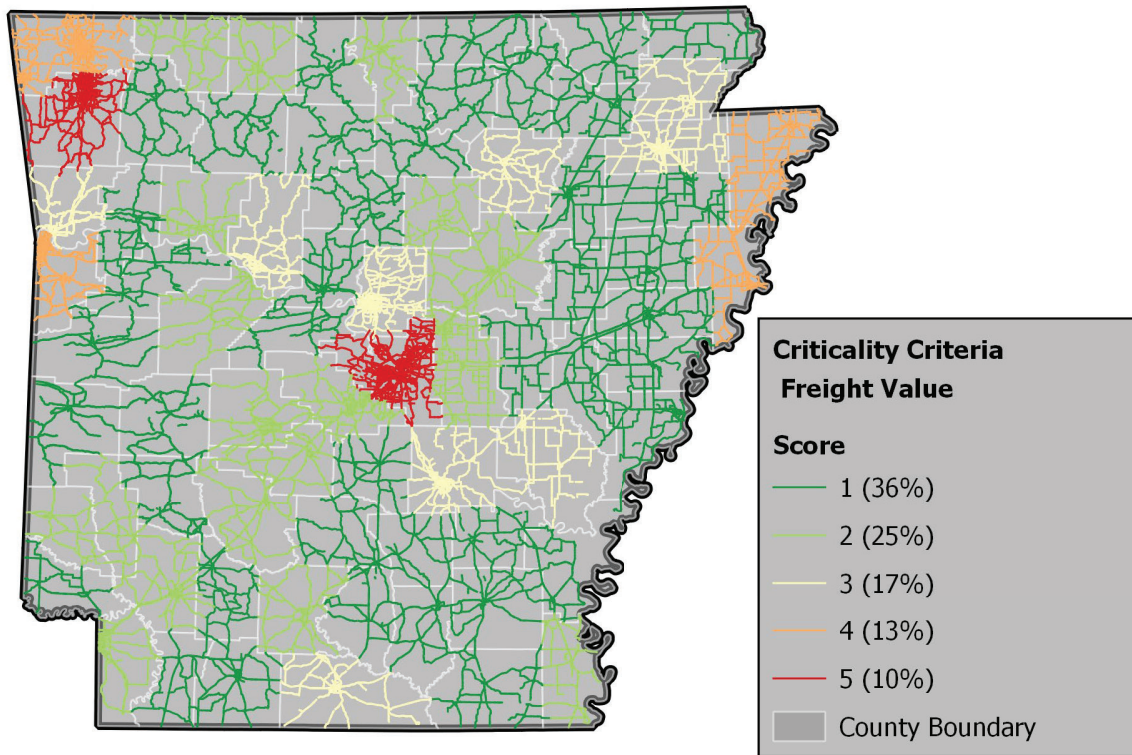 Criticality Criteria
Freight Value
Score
1 (36%)
2 (25%)
3 (17%)
4 (13%)
5 (10%)
County Boundary